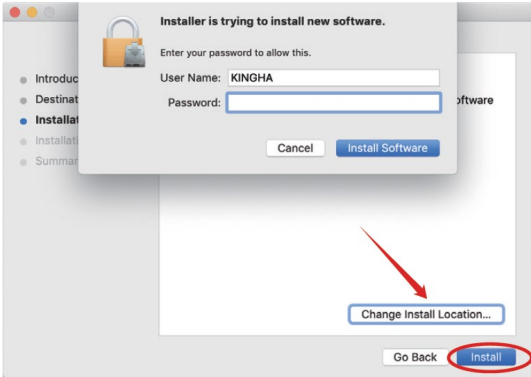 Installer is trying to install new software.
Enter your password to allow this.
User Name: KINGHA
Password:
Cancel
Install Software
Introduc
Destinat
Installat
Installati
Summar
oftware
Change Install Location...
Go Back
Install